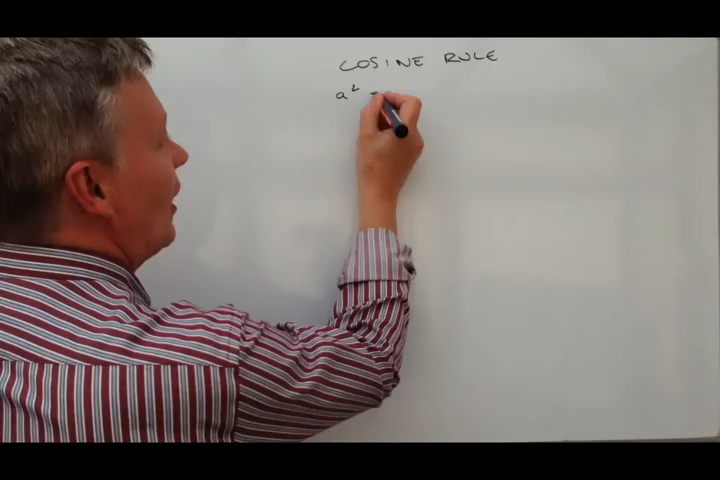 COSINE RULE
a² =